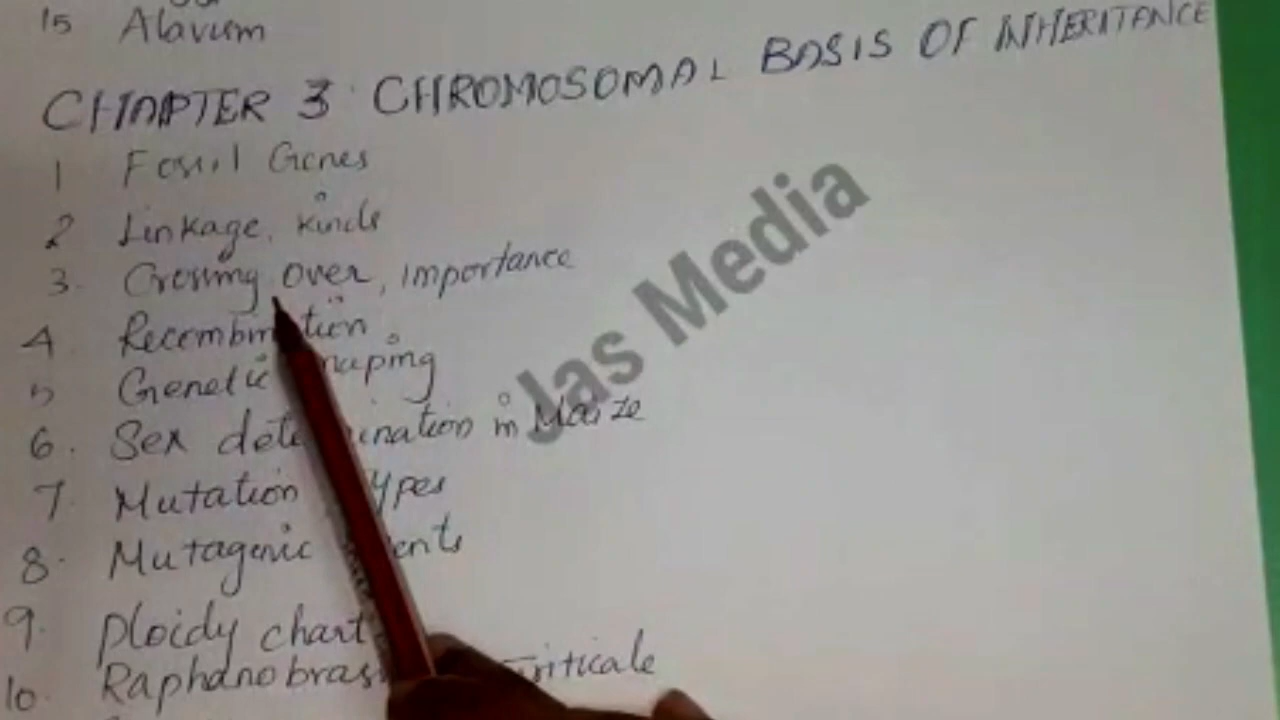 15 Alavum
CHAPTER 3 CHROMOSOMAL BASIS OF INHERITANCE
1 Fossil Genes
2 Linkage, kinds
3. Crossing over, importance
4 Recombination
5 Genetic maping
6. Sex determination in Maize
7 Mutation types
8. Mutagenic agents
9. Ploidy chart
10. Triticale
Jas Media